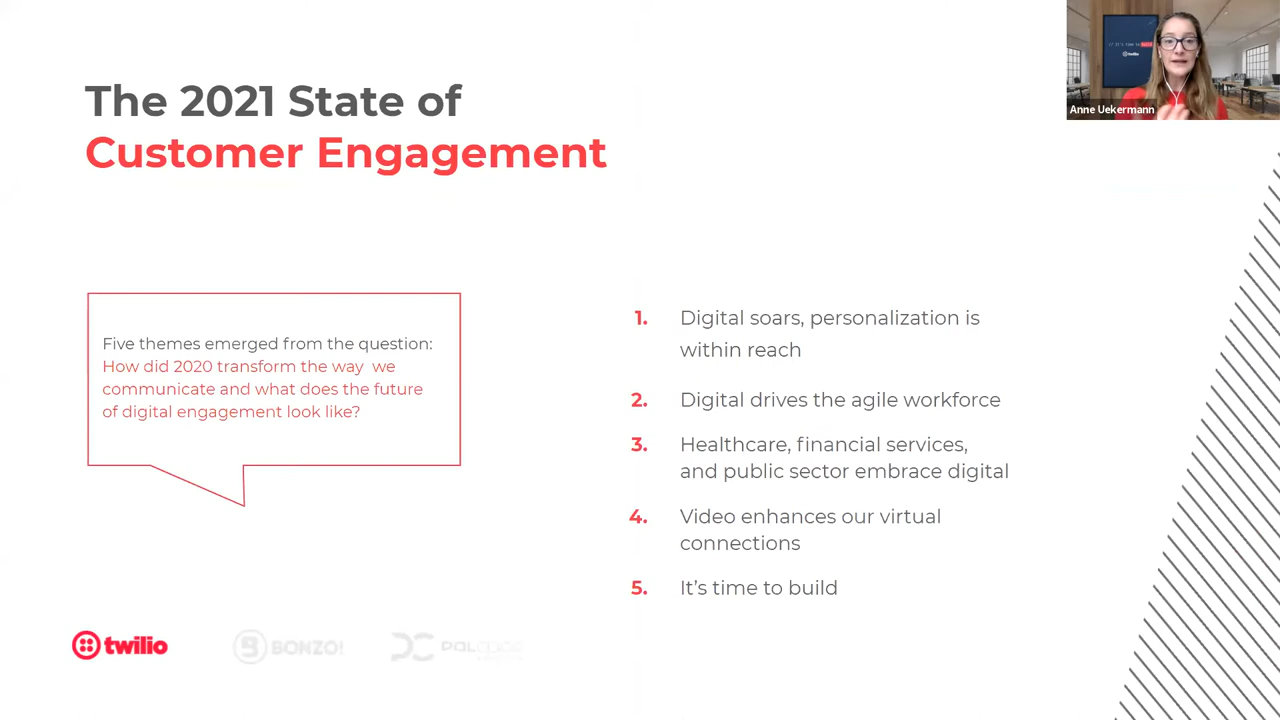 The 2021 State of
Customer Engagement
Five themes emerged from the question:
How did 2020 transform the way we
communicate and what does the future
of digital engagement look like?
1. Digital soars, personalization is
within reach
2. Digital drives the agile workforce
3. Healthcare, financial services,
and public sector embrace digital
4. Video enhances our virtual
connections
5. It's time to build
twilio
BONZO!
Anne Uekermann
twilio